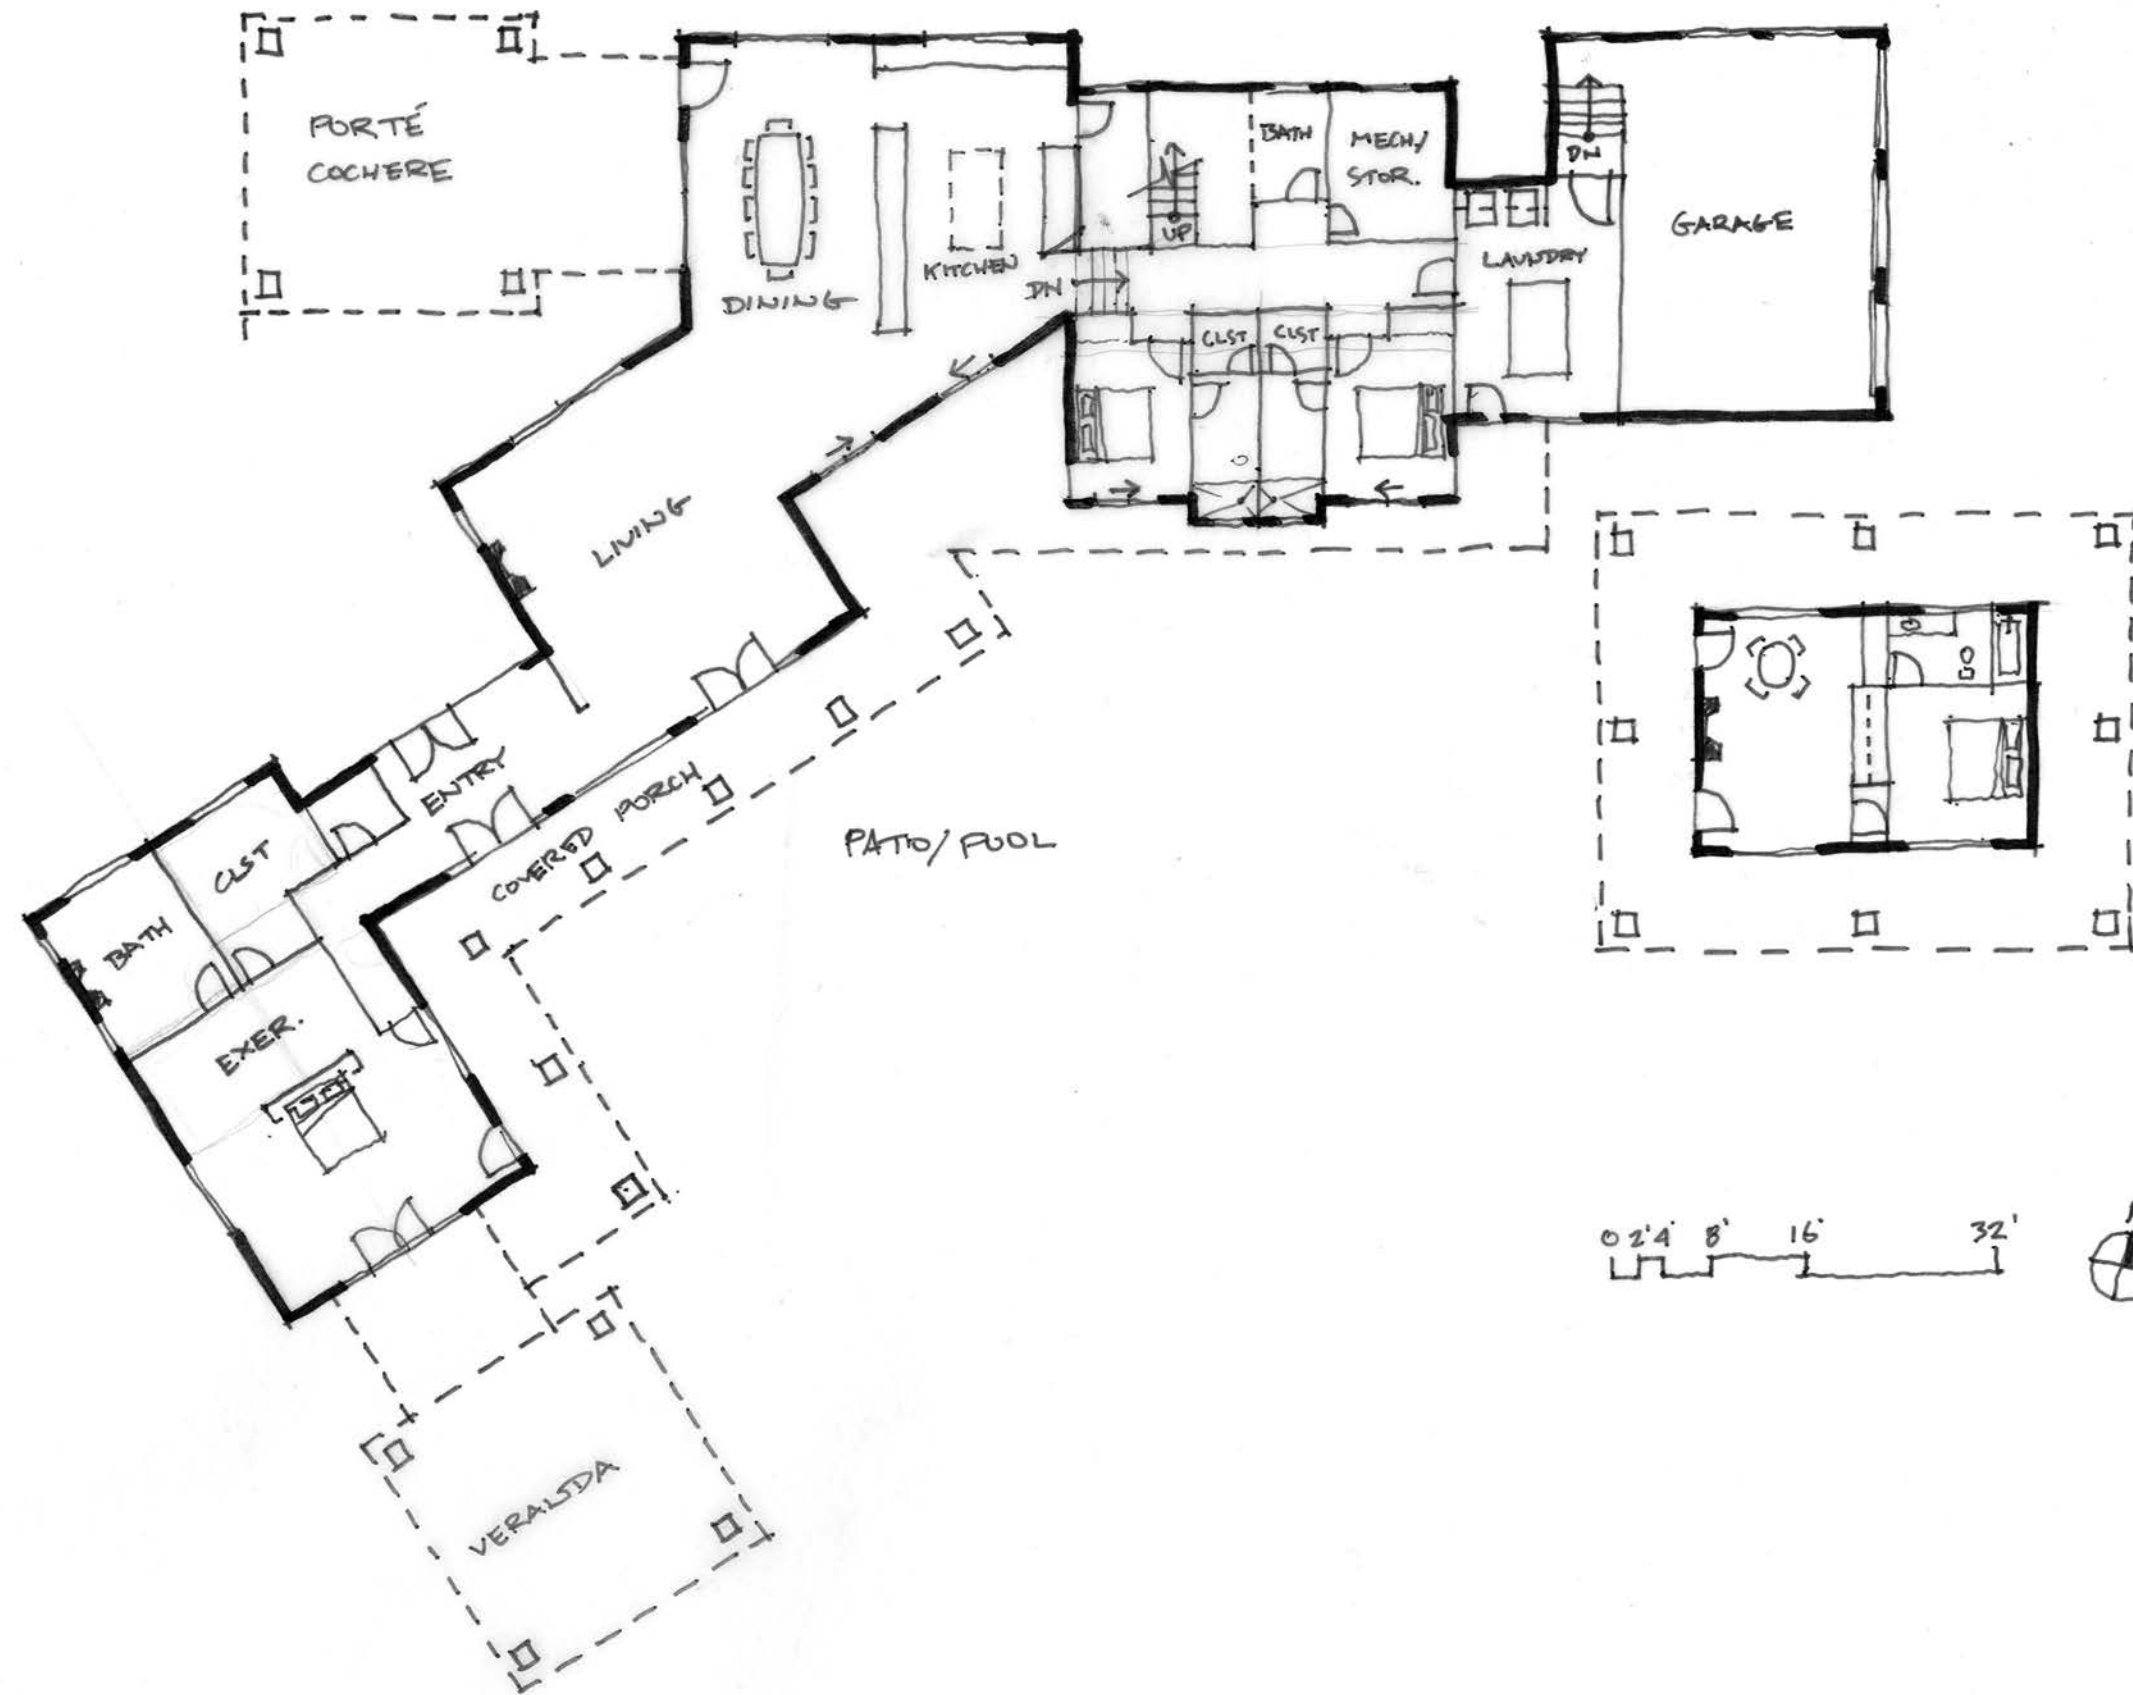 PORTÉ
COCHERE
DINING
KITCHEN
DN
UP
BATH
MECH/
STOR.
DN
GARAGE
LAUNDRY
CLST
CLST
LIVING
ENTRY
COVERED PORCH
PATIO/POOL
CLST
BATH
EXER.
VERANDA
0 2' 4' 8' 16' 32'